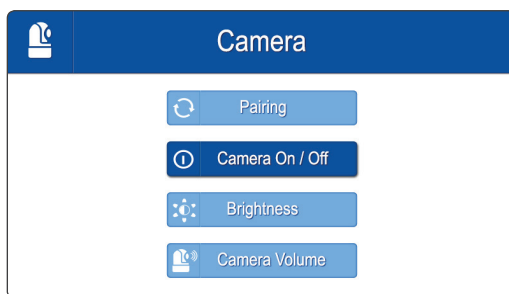 Camera
Pairing
Camera On / Off
Brightness
Camera Volume